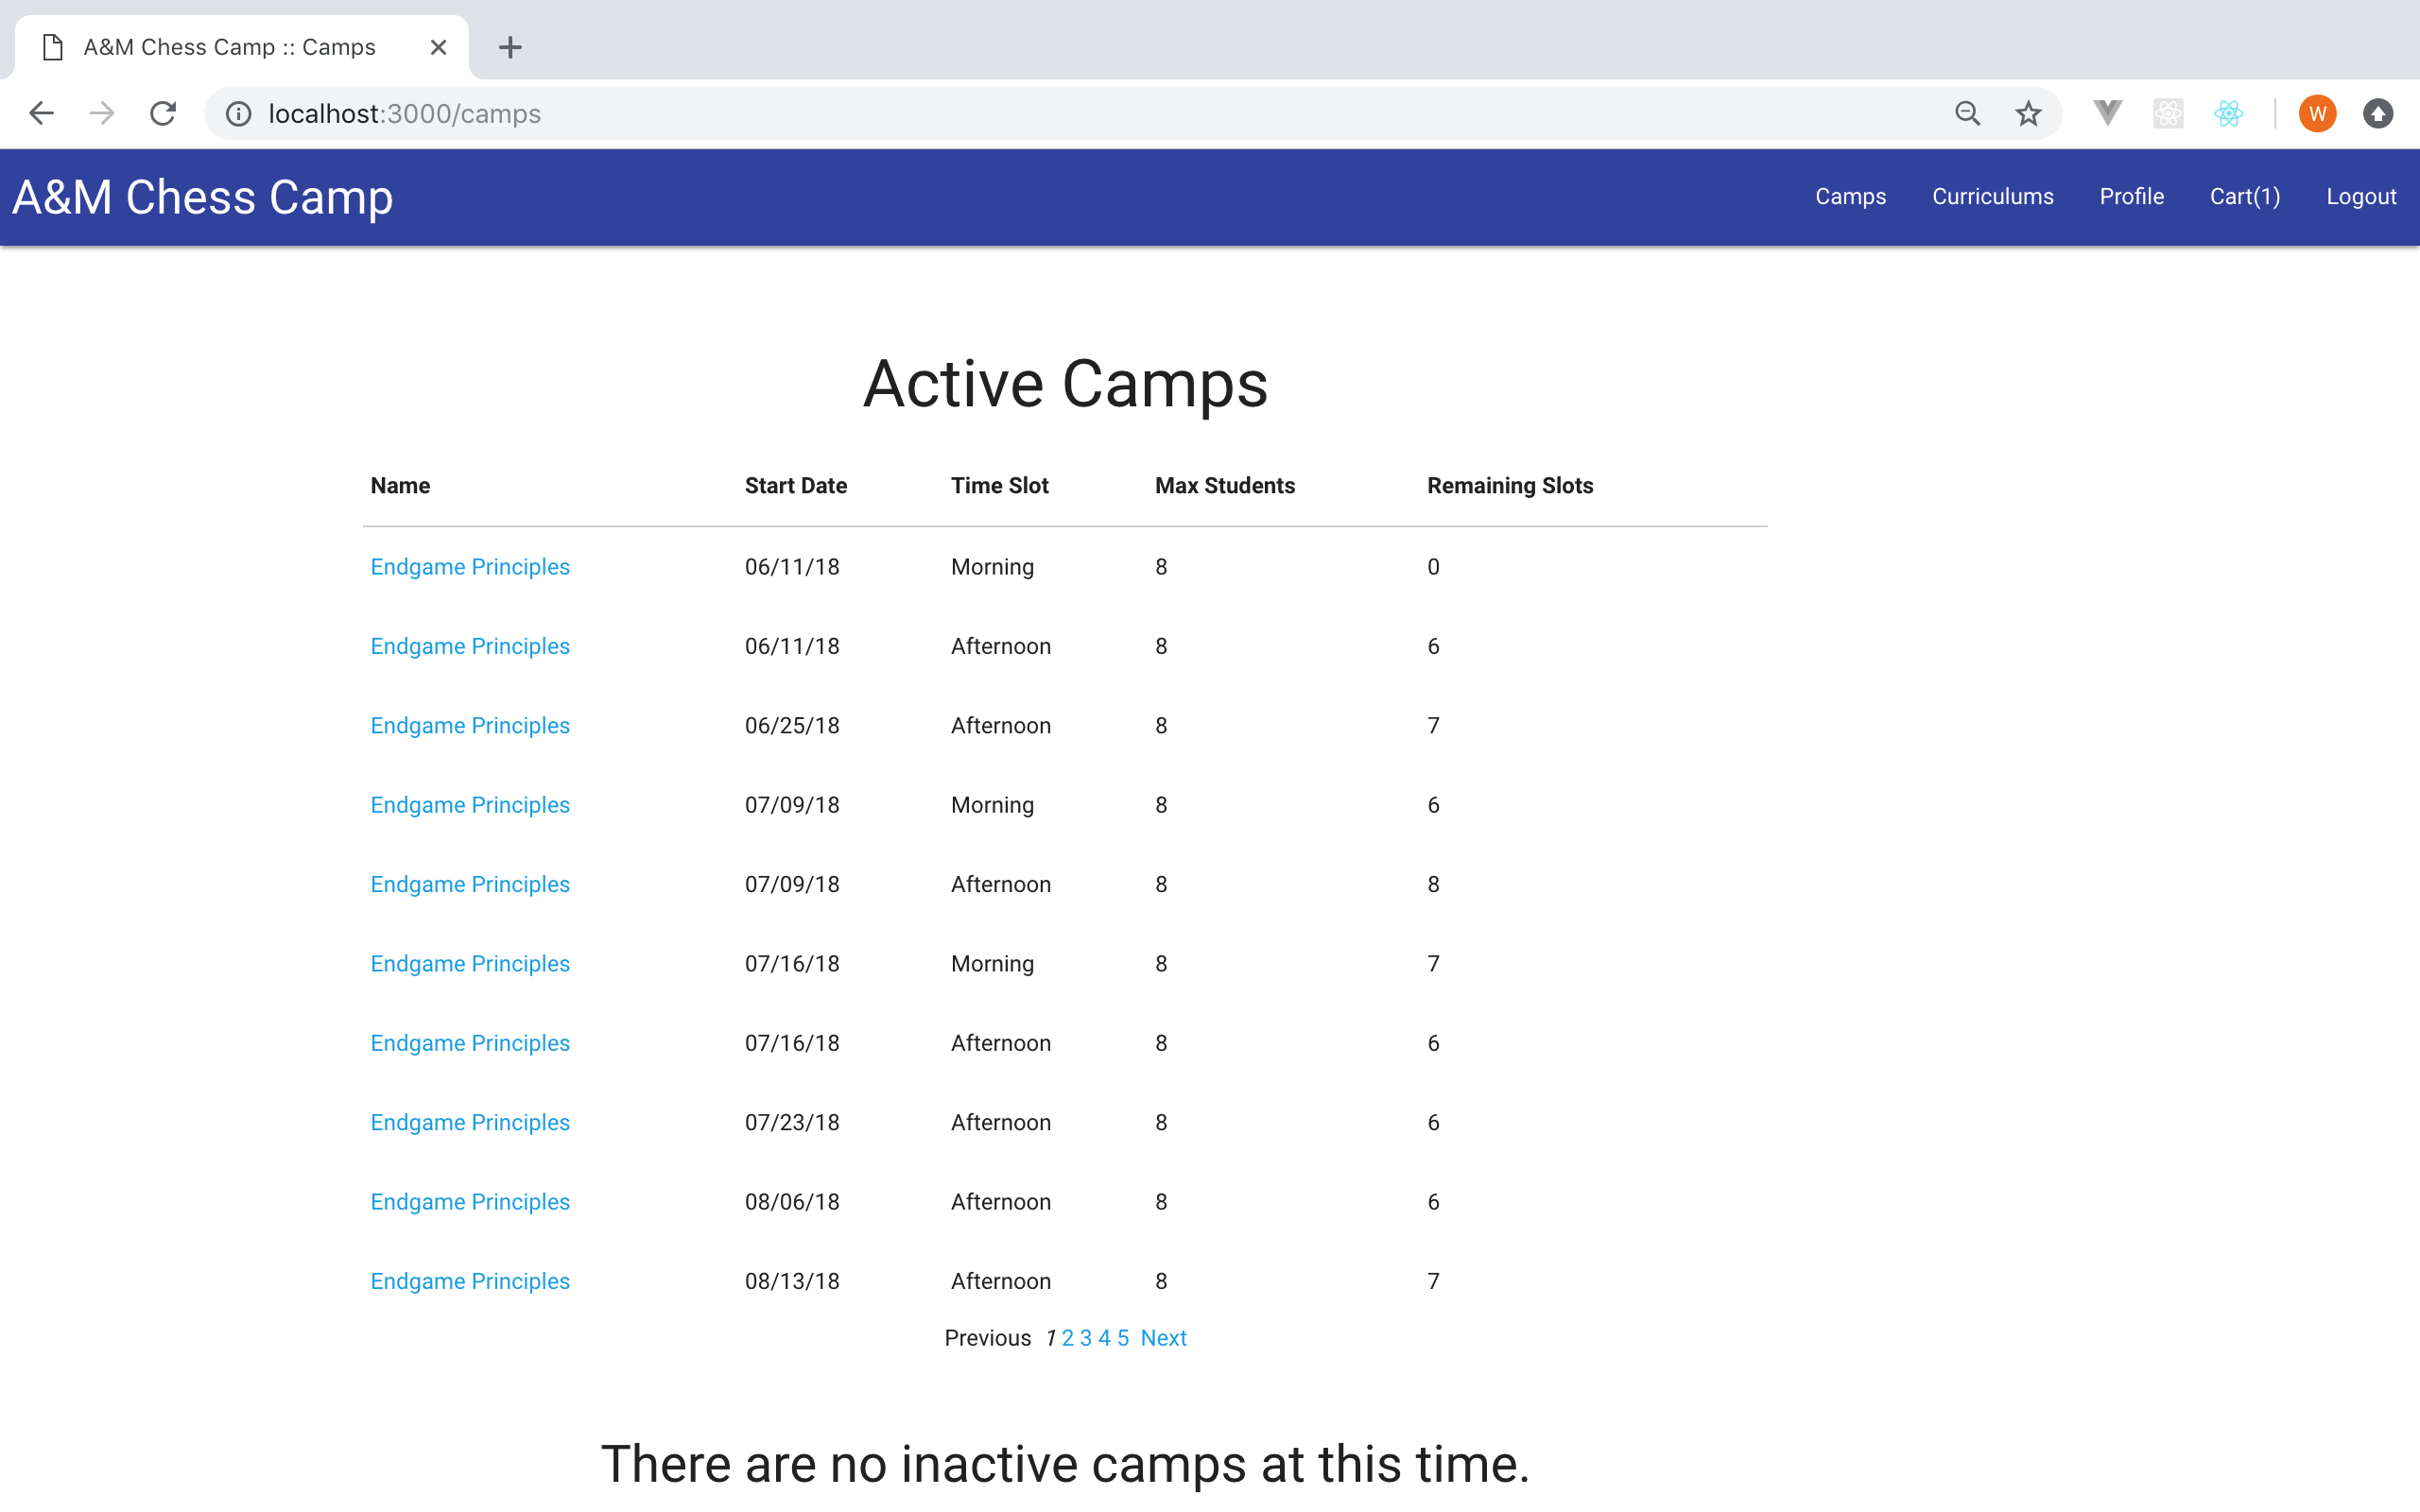 A&M Chess Camp :: Camps
localhost:3000/camps
W
A&M Chess Camp Camps Curriculums Profile Cart(1) Logout
Active Camps
Name Start Date Time Slot Max Students Remaining Slots
Endgame Principles 06/11/18 Morning 8 0
Endgame Principles 06/11/18 Afternoon 8 6
Endgame Principles 06/25/18 Afternoon 8 7
Endgame Principles 07/09/18 Morning 8 6
Endgame Principles 07/09/18 Afternoon 8 8
Endgame Principles 07/16/18 Morning 8 7
Endgame Principles 07/16/18 Afternoon 8 6
Endgame Principles 07/23/18 Afternoon 8 6
Endgame Principles 08/06/18 Afternoon 8 6
Endgame Principles 08/13/18 Afternoon 8 7
Previous 1 2 3 4 5 Next
There are no inactive camps at this time.